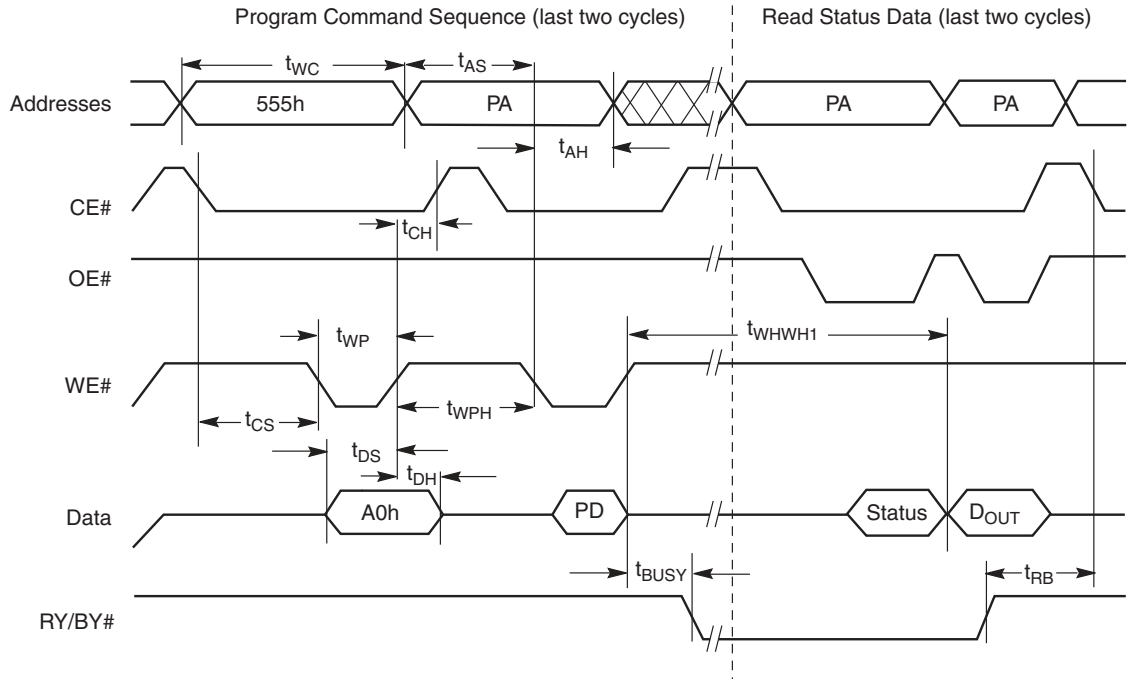 Program Command Sequence (last two cycles)
Read Status Data (last two cycles)
tWC
tAS
Addresses
555h
PA
PA
PA
tAH
CE#
tCH
OE#
tWP
tWHWH1
WE#
tCS
tWPH
tDS
tDH
Data
A0h
PD
Status
DOUT
tBUSY
tRB
RY/BY#